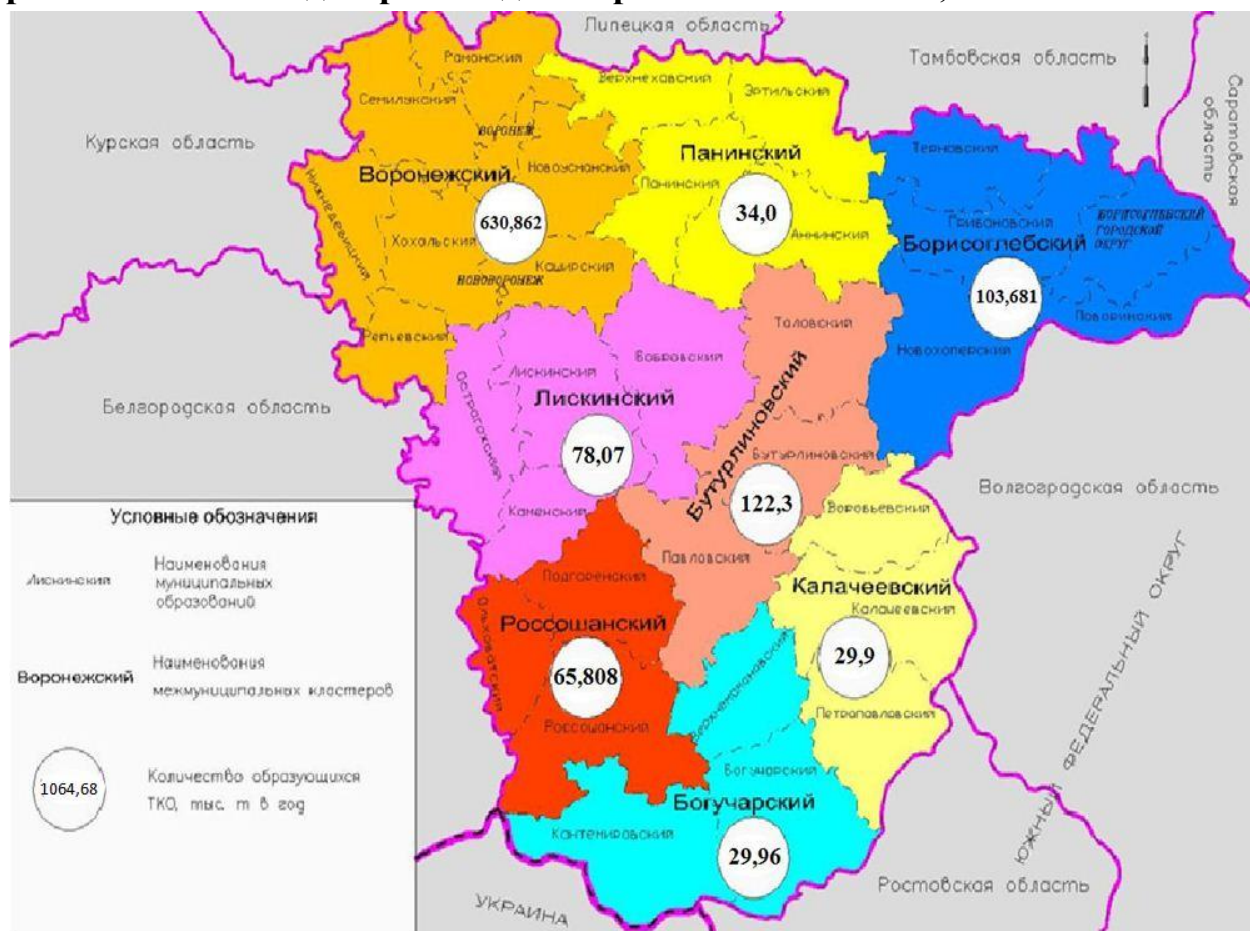 Липецкая область
Тамбовская область
Саратовская
область
Курская область
Рамонский
Верхнехавский
Эртильский
Семилукский
ВОРОНЕЖ
Панинский
Терновский
Воронежский
Новоусманский
Панинский
34,0
Грибановский
БОРИСОГЛЕБСКИЙ
ГОРОДСКОЙ
ОКРУГ
Нижнедевицкий
630,862
Хохольский
Аннинский
Борисоглебский
НОВОВОРОНЕЖ
Каширский
103,681
Поворинский
Репьевский
Таловский
Новохоперский
Бобровский
Лискинский
Острогожский
Белгородская область
Лискинский
78,07
Бутурлиновский
Бутурлиновский
122,3
Волгоградская область
Каменский
Воробьевский
Павловский
Подгоренский
Калачеевский
Калачеевский
Ольховатский
Россошанский
65,808
29,9
Верхнемамонский
Россошанский
Петропавловский
Богучарский
Богучарский
Кантемировский
29,96
ЮЖНЫЙ ФЕДЕРАЛЬНЫЙ ОКРУГ
Ростовская область
УКРАИНА
Условные обозначения
Лискинский
Наименования
муниципальных
образований
Воронежский
Наименования
межмуниципальных кластеров
1064,68
Количество образующихся
ТКО, тыс. т в год